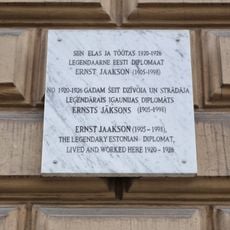 SIIN ELAS JA TÖÖTAS 1920-1926
LEGENDAARNE EESTI DIPLOMAAT
ERNST JAAKSON (1905-1998)
NO 1920-1926 GADAM ŠEIT DZĪVOJA UN STRĀDĀJA
LEĢENDĀRAIS IGAUNIJAS DIPLOMĀTS
ERNSTS JĀKSONS (1905-1998)
ERNST JAAKSON (1905 – 1998),
THE LEGENDARY ESTONIAN DIPLOMAT,
LIVED AND WORKED HERE 1920 – 1926